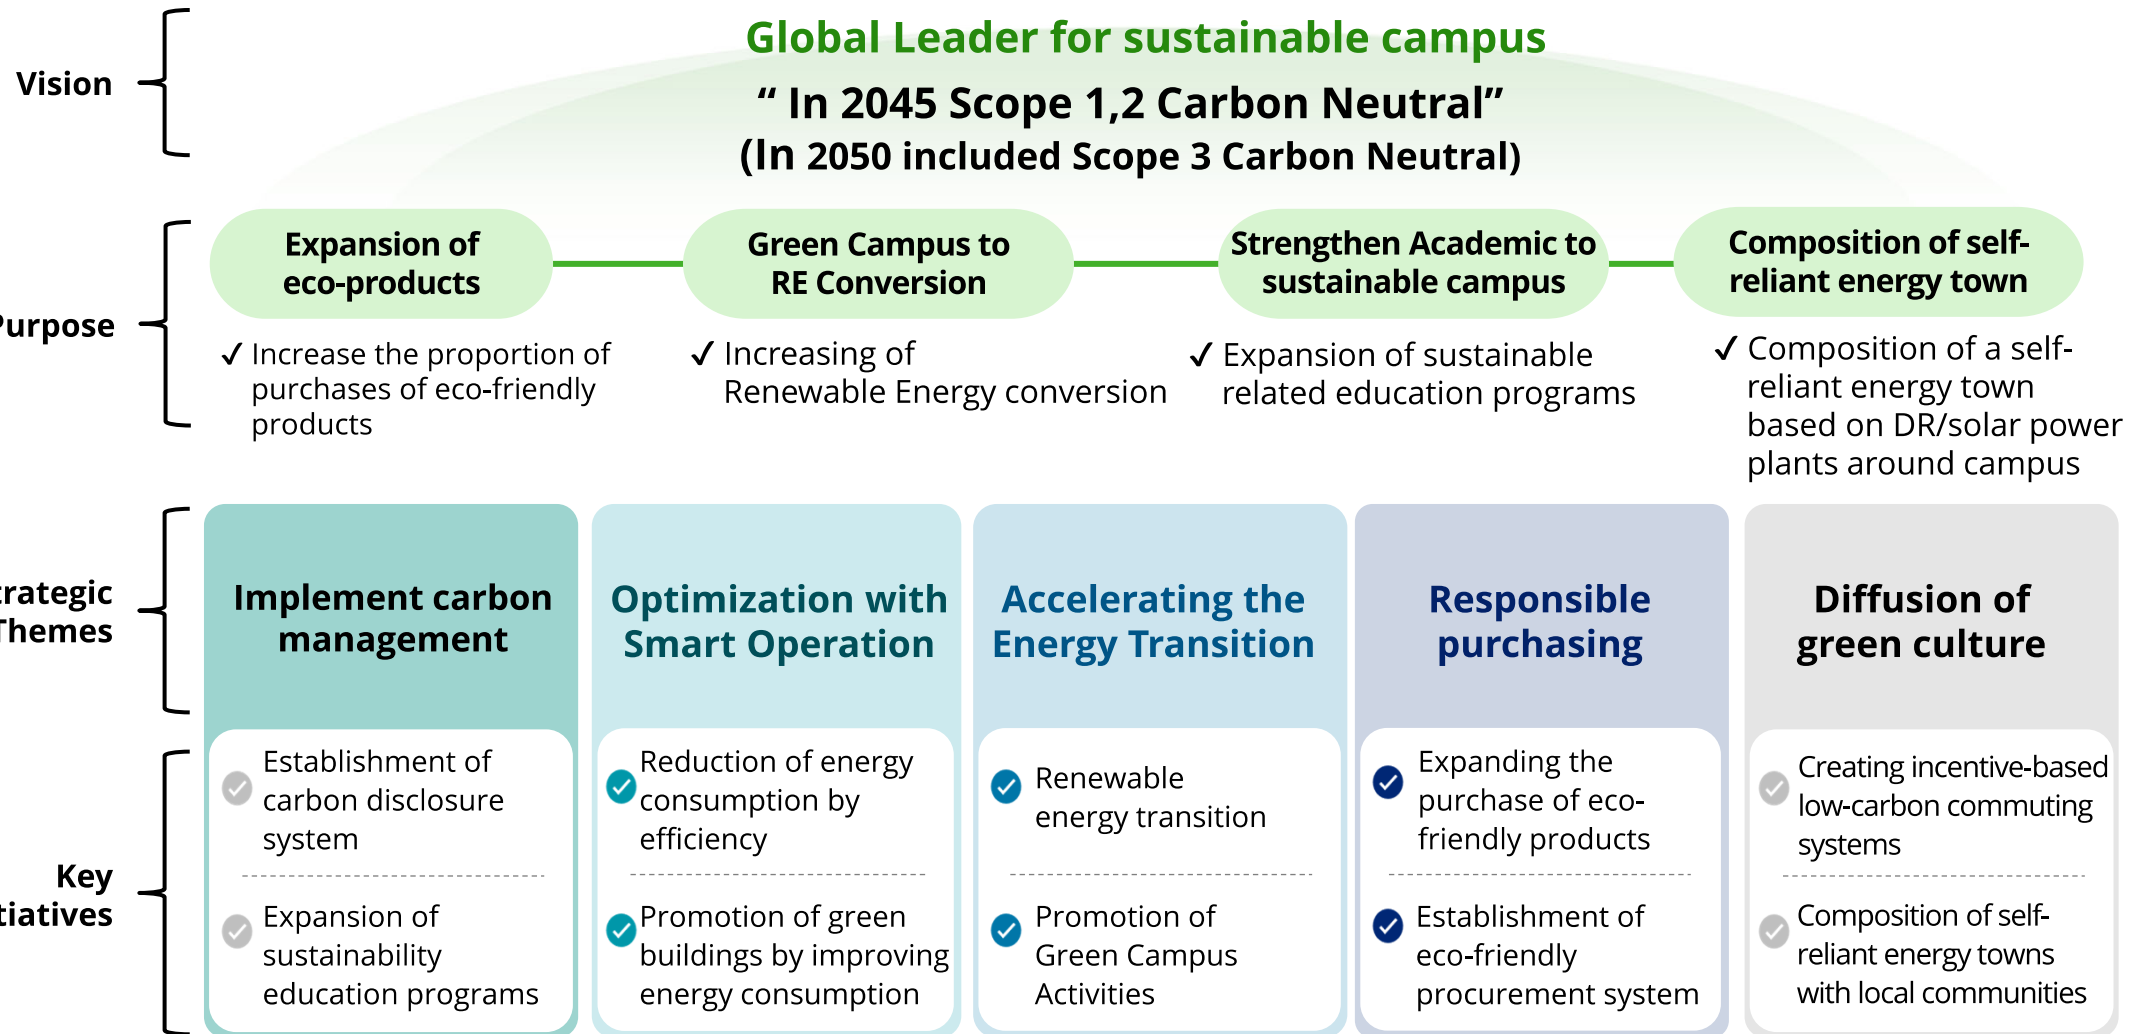 Vision
Global Leader for sustainable campus
“ In 2045 Scope 1,2 Carbon Neutral”
(In 2050 included Scope 3 Carbon Neutral)
Purpose
Expansion of
eco-products
Green Campus to
RE Conversion
Strengthen Academic to
sustainable campus
Composition of self-
reliant energy town
✓ Increase the proportion of
purchases of eco-friendly
products
✓ Increasing of
Renewable Energy conversion
✓ Expansion of sustainable
related education programs
✓ Composition of a self-
reliant energy town
based on DR/solar power
plants around campus
trategic
Themes
Implement carbon
management
Optimization with
Smart Operation
Accelerating the
Energy Transition
Responsible
purchasing
Diffusion of
green culture
Key
tiatives
Establishment of
carbon disclosure
system
Expansion of
sustainability
education programs
Reduction of energy
consumption by
efficiency
Promotion of green
buildings by improving
energy consumption
Renewable
energy transition
Promotion of
Green Campus
Activities
Expanding the
purchase of eco-
friendly products
Establishment of
eco-friendly
procurement system
Creating incentive-based
low-carbon commuting
systems
Composition of self-
reliant energy towns
with local communities